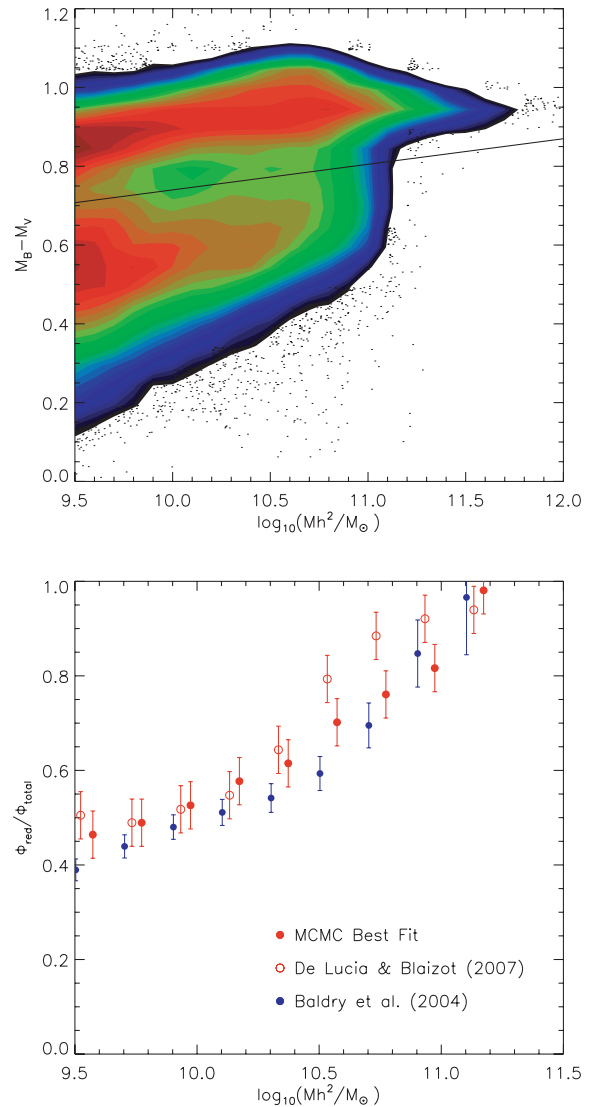 1.2
1.0
0.8
0.6
0.4
0.2
0.0
M_B−M_V
9.5 10.0 10.5 11.0 11.5 12.0
log₁₀(Mh²/M☉)
1.0
0.8
0.6
0.4
0.2
0.0
Φ_red/Φ_total
MCMC Best Fit
De Lucia & Blaizot (2007)
Baldry et al. (2004)
9.5 10.0 10.5 11.0 11.5
log₁₀(Mh²/M☉)